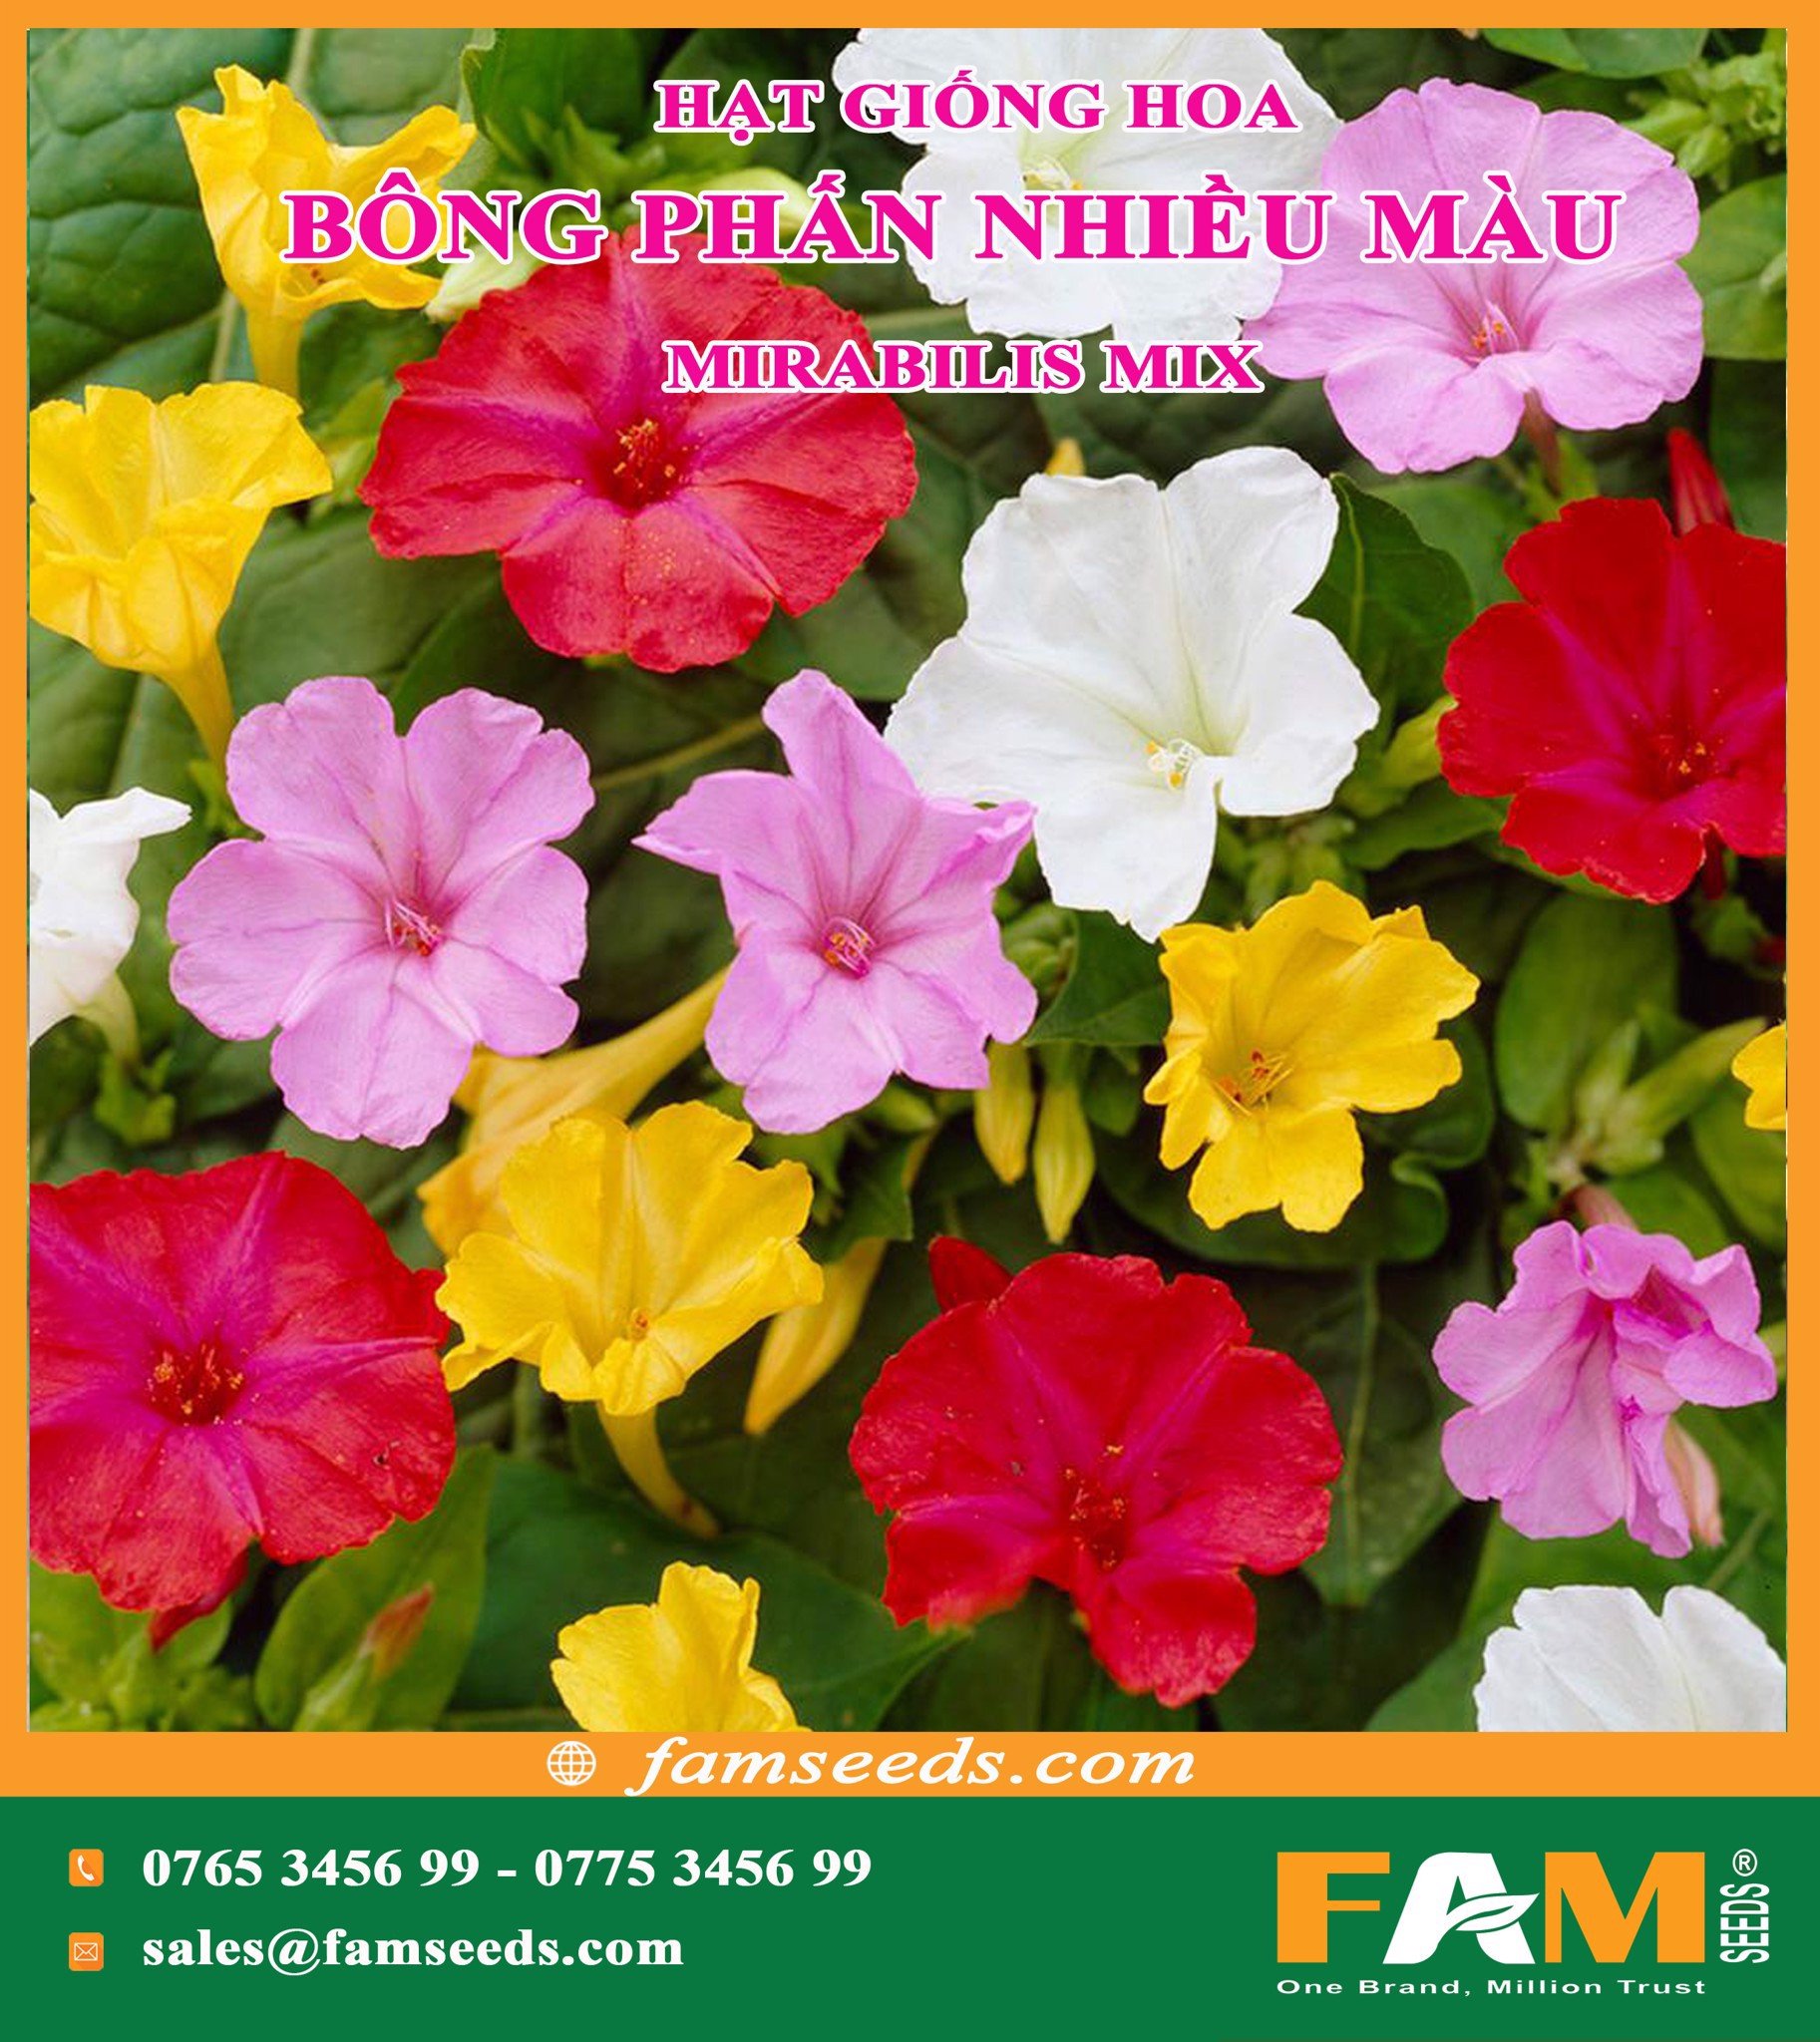 HẠT GIỐNG HOA
BÔNG PHẤN NHIỀU MÀU
MIRABILIS MIX
famseeds.com
0765 3456 99 - 0775 3456 99
sales@famseeds.com
FAM SEEDS®
One Brand, Million Trust